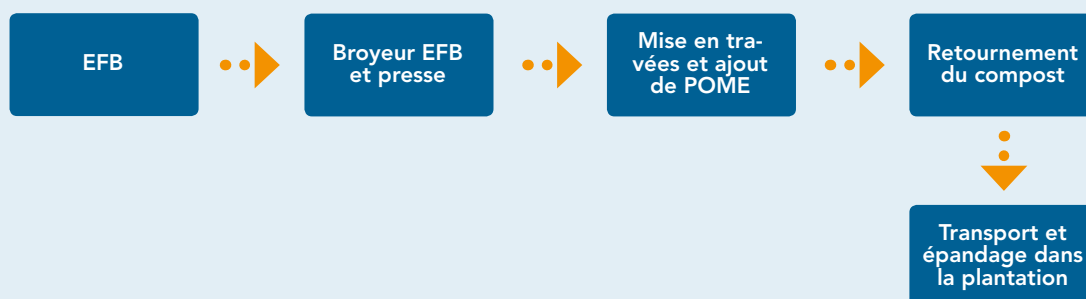 EFB
Broyeur EFB
et presse
Mise en tra-
vées et ajout
de POME
Retournement
du compost
Transport et
épandage dans
la plantation